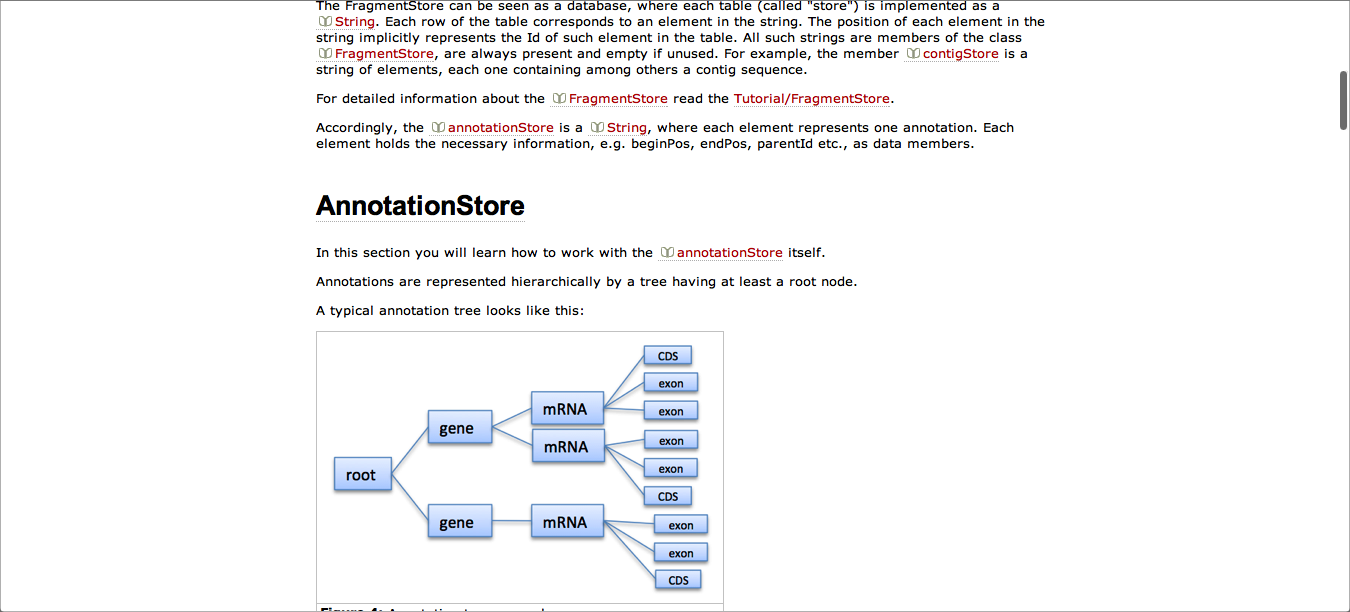 The FragmentStore can be seen as a database, where each table (called "store") is implemented as a
String. Each row of the table corresponds to an element in the string. The position of each element in the
string implicitly represents the Id of such element in the table. All such strings are members of the class
FragmentStore, are always present and empty if unused. For example, the member contigStore is a
string of elements, each one containing among others a contig sequence.
For detailed information about the FragmentStore read the Tutorial/FragmentStore.
Accordingly, the annotationStore is a String, where each element represents one annotation. Each
element holds the necessary information, e.g. beginPos, endPos, parentId etc., as data members.
AnnotationStore
In this section you will learn how to work with the annotationStore itself.
Annotations are represented hierarchically by a tree having at least a root node.
A typical annotation tree looks like this:
CDS
exon
mRNA
exon
gene
exon
mRNA
exon
root
CDS
gene
mRNA
exon
exon
CDS